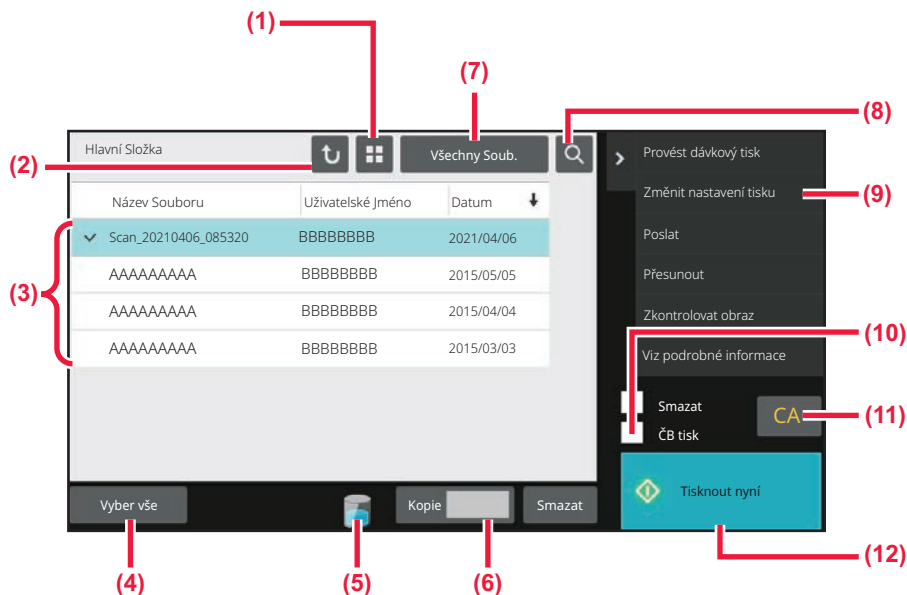 (1)
(7)
(8)
Hlavní Složka
Všechny Soub.
Provést dávkový tisk
(2)
Změnit nastavení tisku
(9)
Název Souboru Uživatelské Jméno Datum
Scan_20210406_085320 BBBBBBBB 2021/04/06
Poslat
AAAAAAAAA BBBBBBBB 2015/05/05
Přesunout
(3)
AAAAAAAAA BBBBBBBB 2015/04/04
Zkontrolovat obraz
(10)
AAAAAAAAA BBBBBBBB 2015/03/03
Viz podrobné informace
Smazat
CA
(11)
ČB tisk
Vyber vše
Kopie
Smazat
Tisknout nyní
(12)
(4)
(5)
(6)